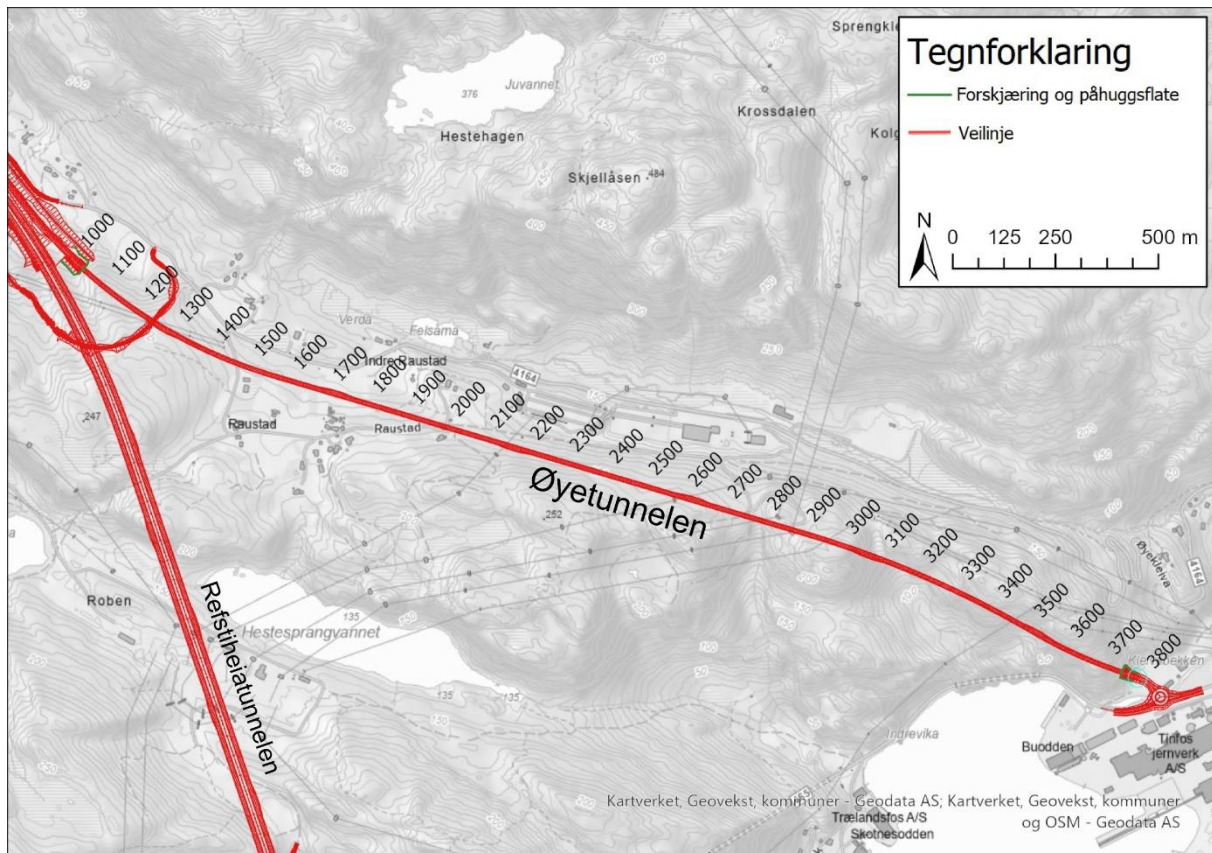 Tegnforklaring
Forskjæring og påhuggsflate
Veilinje
N
0 125 250 500 m
Juvannet
376
Hestehagen
Krossdalen
Skjellåsen
484
1000
1100
1200
1300
1400
1500
1600
1700
1800
1900
2000
2100
2200
2300
2400
2500
2600
2700
2800
2900
3000
3100
3200
3300
3400
3500
3600
3700
3800
Verda
Felsåma
Indre Raustad
4164
Raustad
Raustad
247
252
Øyetunnelen
Refstiheiatunnelen
Roben
Hestesprangvannet
135
135
135
Øyekleiva
4164
Indrevika
Buodden
Tinfos
jernverk
A/S
Trælandsfos A/S
Skotnesodden
Kartverket, Geovekst, kommuner - Geodata AS; Kartverket, Geovekst, kommuner
og OSM - Geodata AS